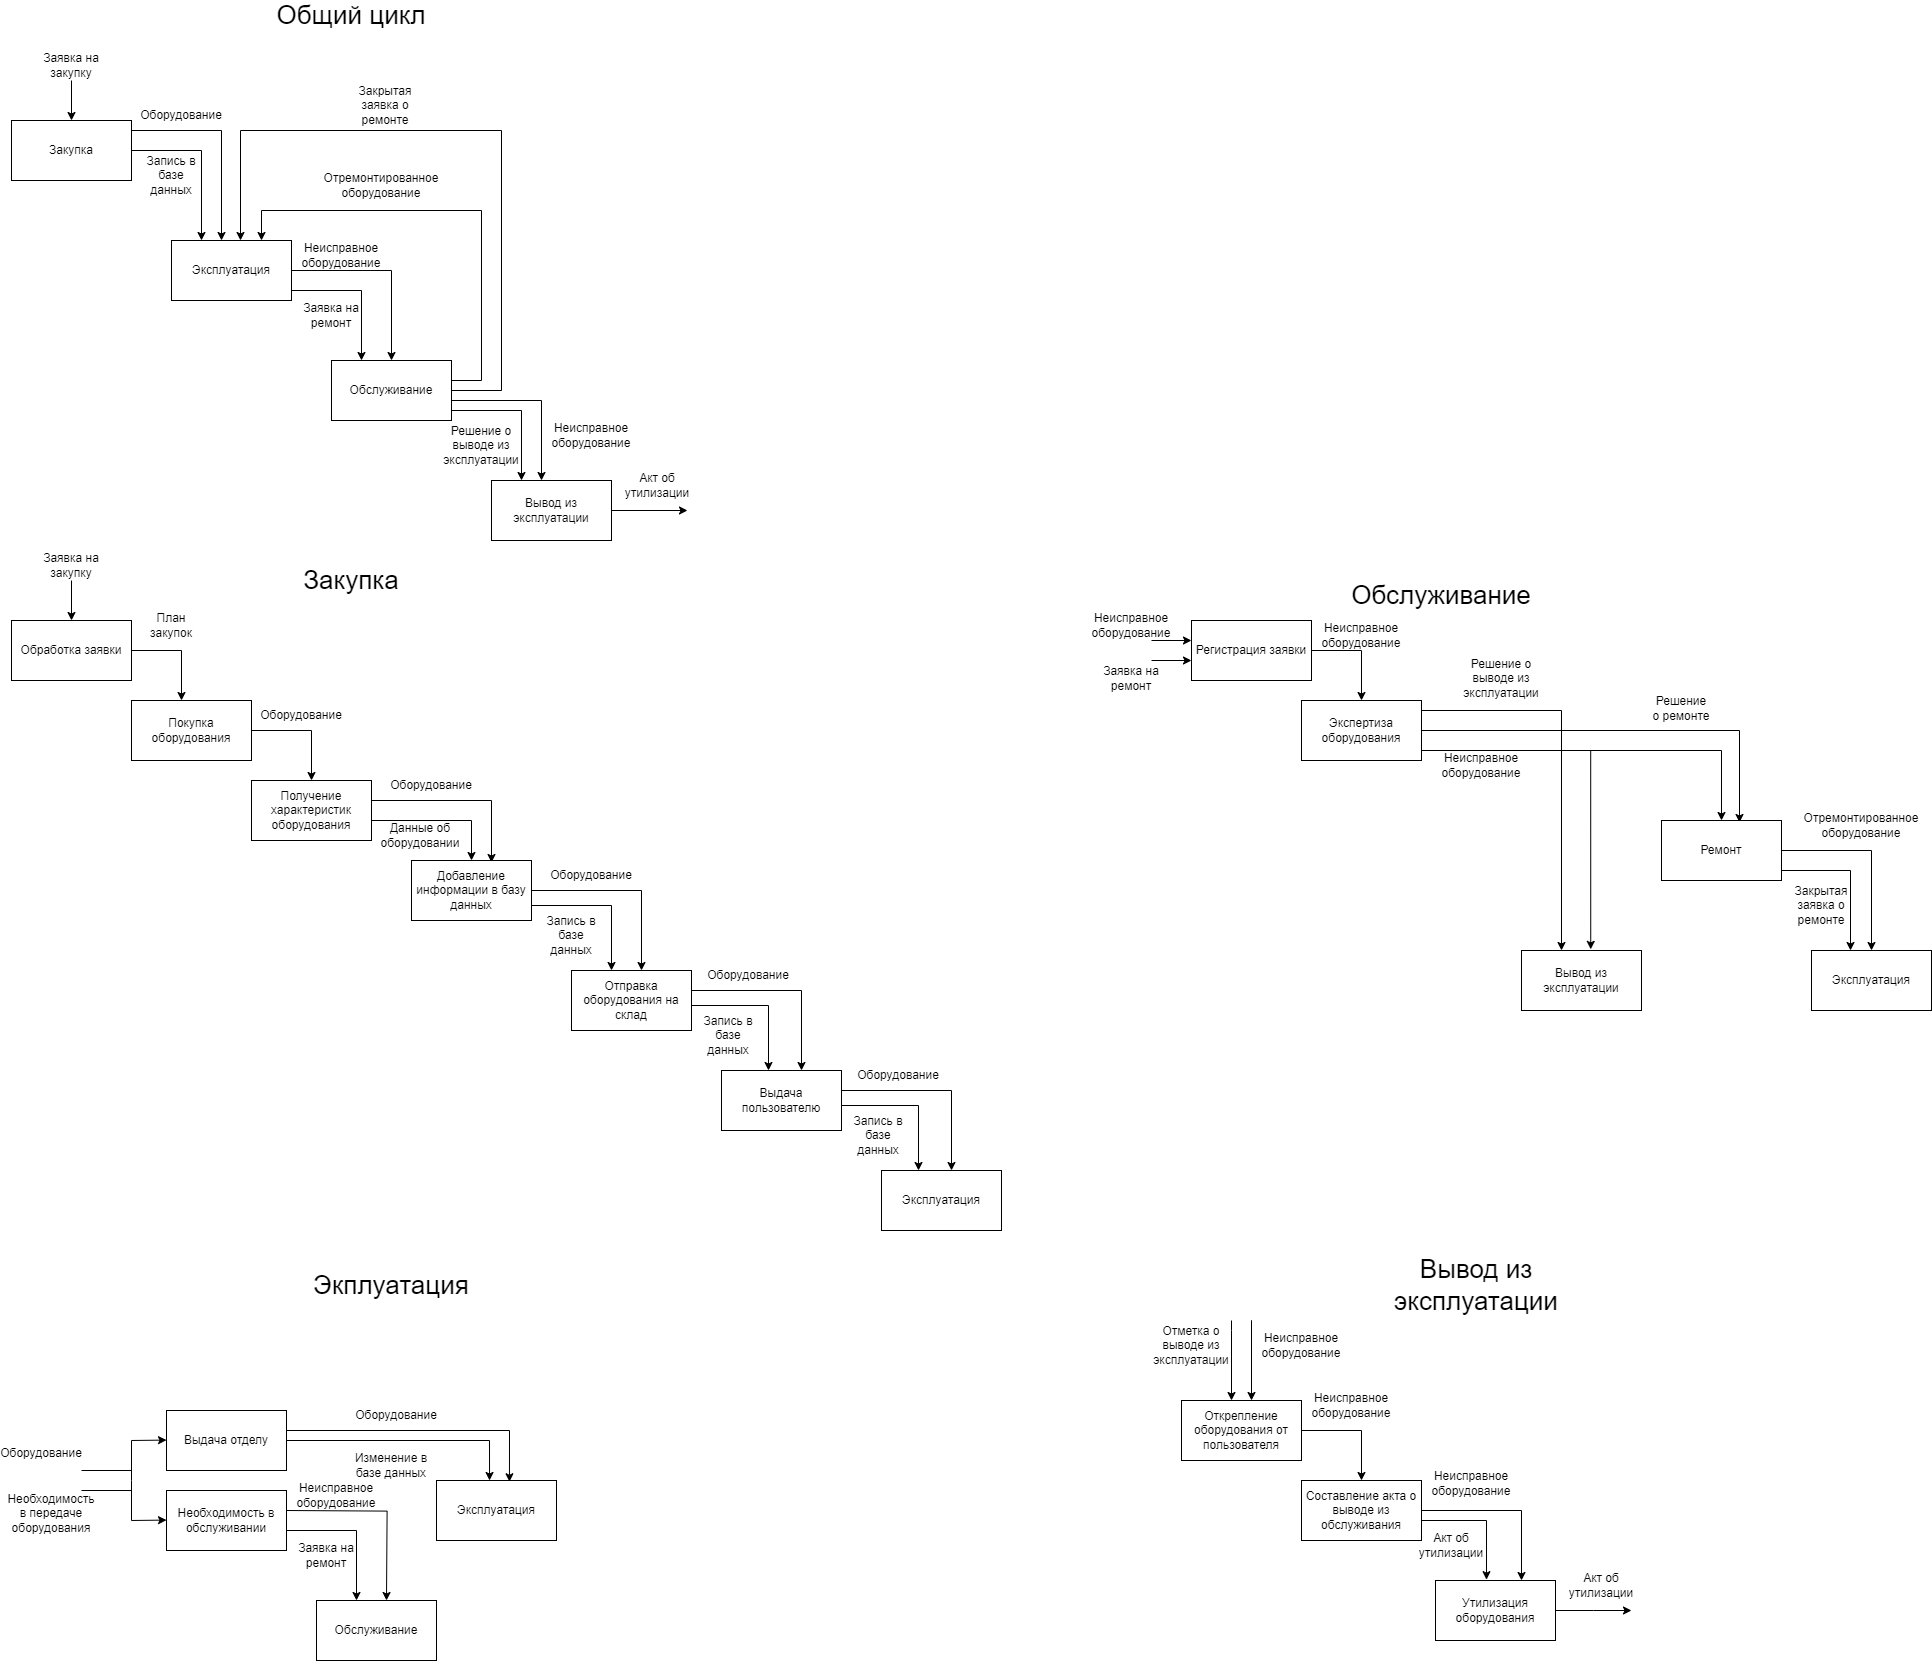 Общий цикл
Заявка на
закупку
Закупка
Оборудование
Запись в
базе
данных
Закрытая
заявка о
ремонте
Отремонтированное
оборудование
Эксплуатация
Неисправное
оборудование
Заявка на
ремонт
Обслуживание
Решение о
выводе из
эксплуатации
Неисправное
оборудование
Вывод из
эксплуатации
Акт об
утилизации
Закупка
Заявка на
закупку
Обработка заявки
План
закупок
Покупка
оборудования
Оборудование
Получение
характеристик
оборудования
Оборудование
Данные об
оборудовании
Добавление
информации в базу
данных
Оборудование
Запись в
базе
данных
Отправка
оборудования на
склад
Оборудование
Запись в
базе
данных
Выдача
пользователю
Оборудование
Запись в
базе
данных
Эксплуатация
Обслуживание
Неисправное
оборудование
Заявка на
ремонт
Регистрация заявки
Неисправное
оборудование
Экспертиза
оборудования
Решение о
выводе из
эксплуатации
Решение
о ремонте
Неисправное
оборудование
Ремонт
Отремонтированное
оборудование
Закрытая
заявка о
ремонте
Вывод из
эксплуатации
Эксплуатация
Экплуатация
Оборудование
Необходимость
в передаче
оборудования
Выдача отделу
Оборудование
Изменение в
базе данных
Эксплуатация
Необходимость в
обслуживании
Неисправное
оборудование
Заявка на
ремонт
Обслуживание
Вывод из
эксплуатации
Отметка о
выводе из
эксплуатации
Неисправное
оборудование
Открепление
оборудования от
пользователя
Неисправное
оборудование
Составление акта о
выводе из
обслуживания
Неисправное
оборудование
Акт об
утилизации
Утилизация
оборудования
Акт об
утилизации